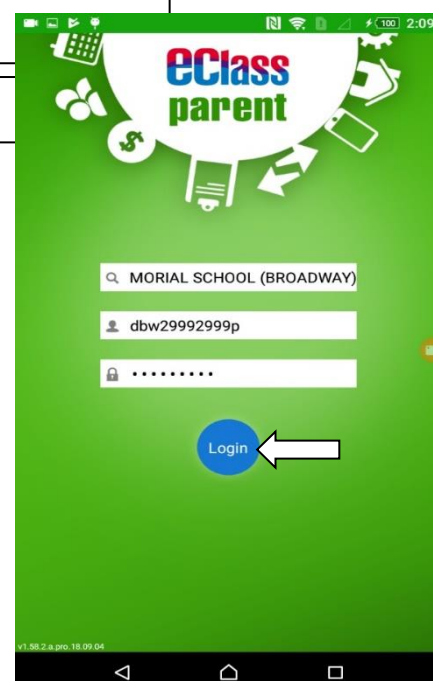 100 2:09
eClass
parent
MORIAL SCHOOL (BROADWAY)
dbw29992999p
•••••••••
Login
v1.58.2.a.pro.18.09.04